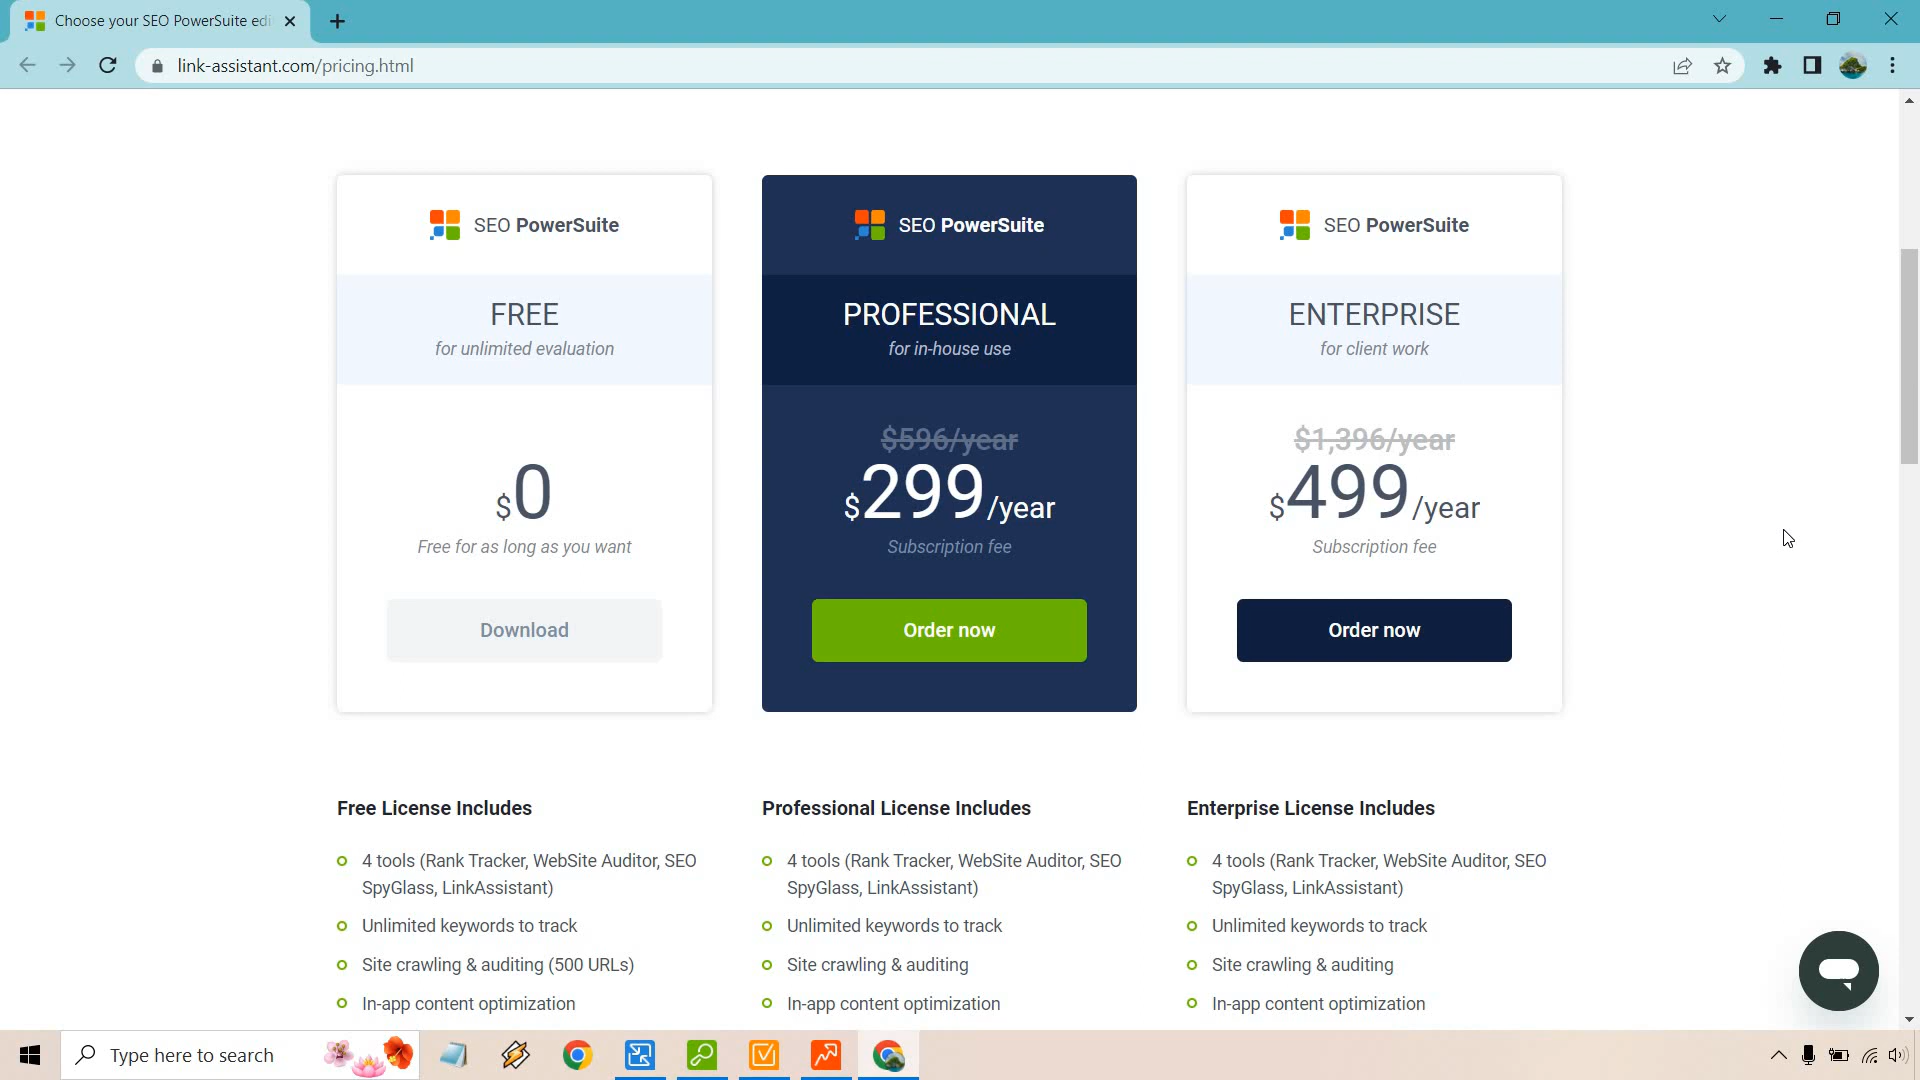 Choose your SEO PowerSuite edi
link-assistant.com/pricing.html
SEO PowerSuite
FREE
for unlimited evaluation
$0
Free for as long as you want
Download
SEO PowerSuite
PROFESSIONAL
for in-house use
$596/year
$299/year
Subscription fee
Order now
SEO PowerSuite
ENTERPRISE
for client work
$1,396/year
$499/year
Subscription fee
Order now
Free License Includes
4 tools (Rank Tracker, WebSite Auditor, SEO
SpyGlass, LinkAssistant)
Unlimited keywords to track
Site crawling & auditing (500 URLs)
In-app content optimization
Professional License Includes
4 tools (Rank Tracker, WebSite Auditor, SEO
SpyGlass, LinkAssistant)
Unlimited keywords to track
Site crawling & auditing
In-app content optimization
Enterprise License Includes
4 tools (Rank Tracker, WebSite Auditor, SEO
SpyGlass, LinkAssistant)
Unlimited keywords to track
Site crawling & auditing
In-app content optimization
Type here to search